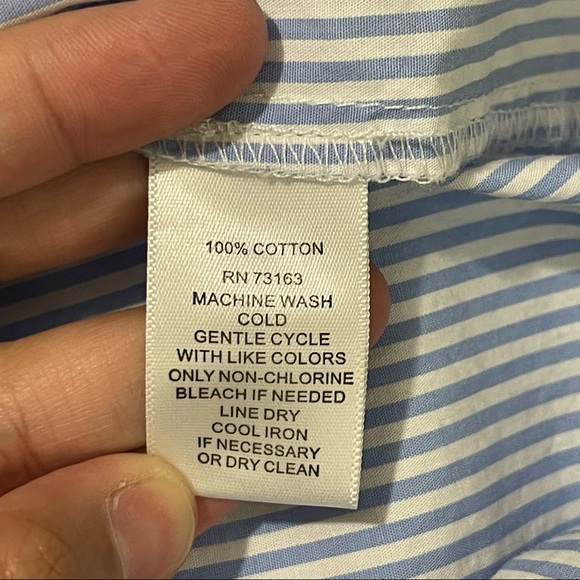 100% COTTON
RN 73163
MACHINE WASH
COLD
GENTLE CYCLE
WITH LIKE COLORS
ONLY NON-CHLORINE
BLEACH IF NEEDED
LINE DRY
COOL IRON
IF NECESSARY
OR DRY CLEAN